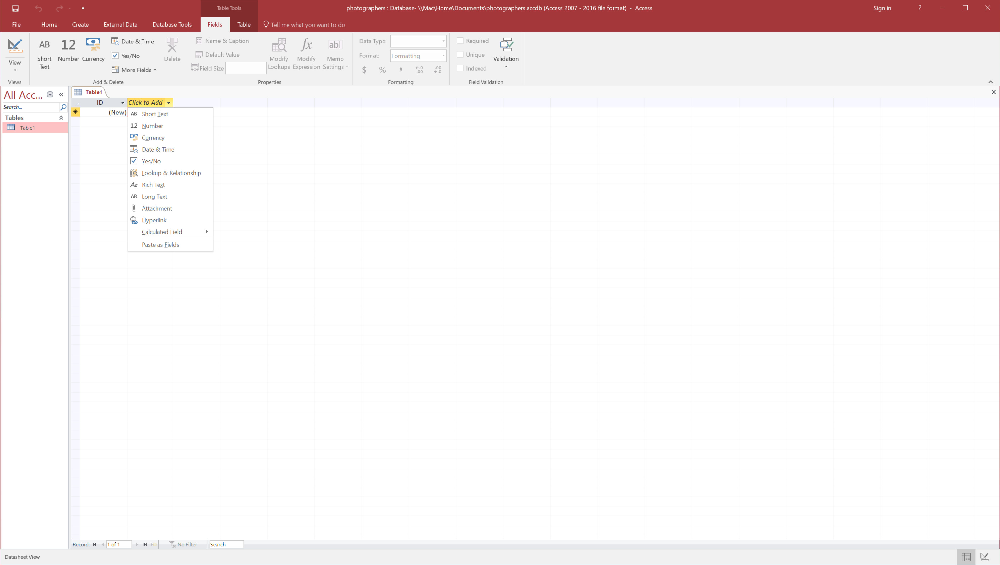 Table Tools
photographers : Database- \\Mac\Home\Documents\photographers.accdb (Access 2007 - 2016 file format)  -  Access
Sign in
?
File
Home
Create
External Data
Database Tools
Fields
Table
Tell me what you want to do
View
AB
Short Text
12
Number
Currency
Date & Time
Yes/No
More Fields
Delete
Name & Caption
Default Value
Field Size
Modify Lookups
fx
Modify Expression
ab|
Memo Settings
Data Type:
Format:
Formatting
$
%
,
←.0 .00
.00 →.0
Required
Unique
Indexed
Validation
Views
Add & Delete
Properties
Formatting
Field Validation
All Acc...
«
Search...
Tables
Table1
Table1
ID
Click to Add
(New)
AB Short Text
12 Number
Currency
Date & Time
Yes/No
Lookup & Relationship
Aa Rich Text
AB Long Text
Attachment
Hyperlink
Calculated Field
Paste as Fields
Record:
1 of 1
No Filter
Search
Datasheet View